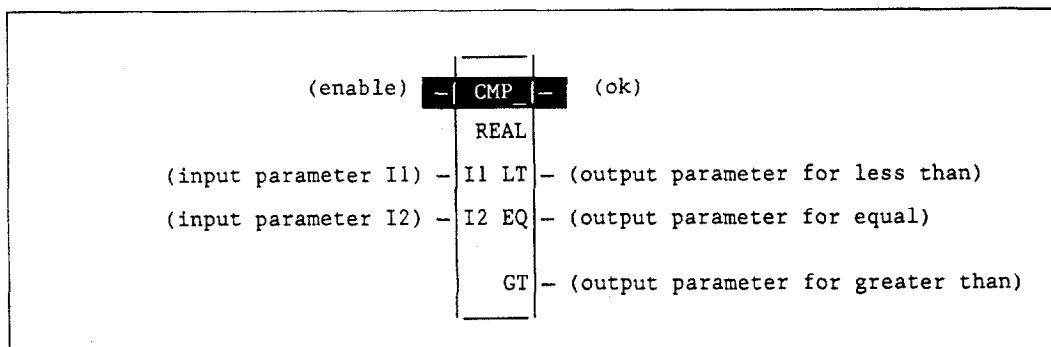 (enable) –| CMP_ |– (ok)
REAL
(input parameter I1) –|I1 LT|– (output parameter for less than)
(input parameter I2) –|I2 EQ|– (output parameter for equal)
GT|– (output parameter for greater than)